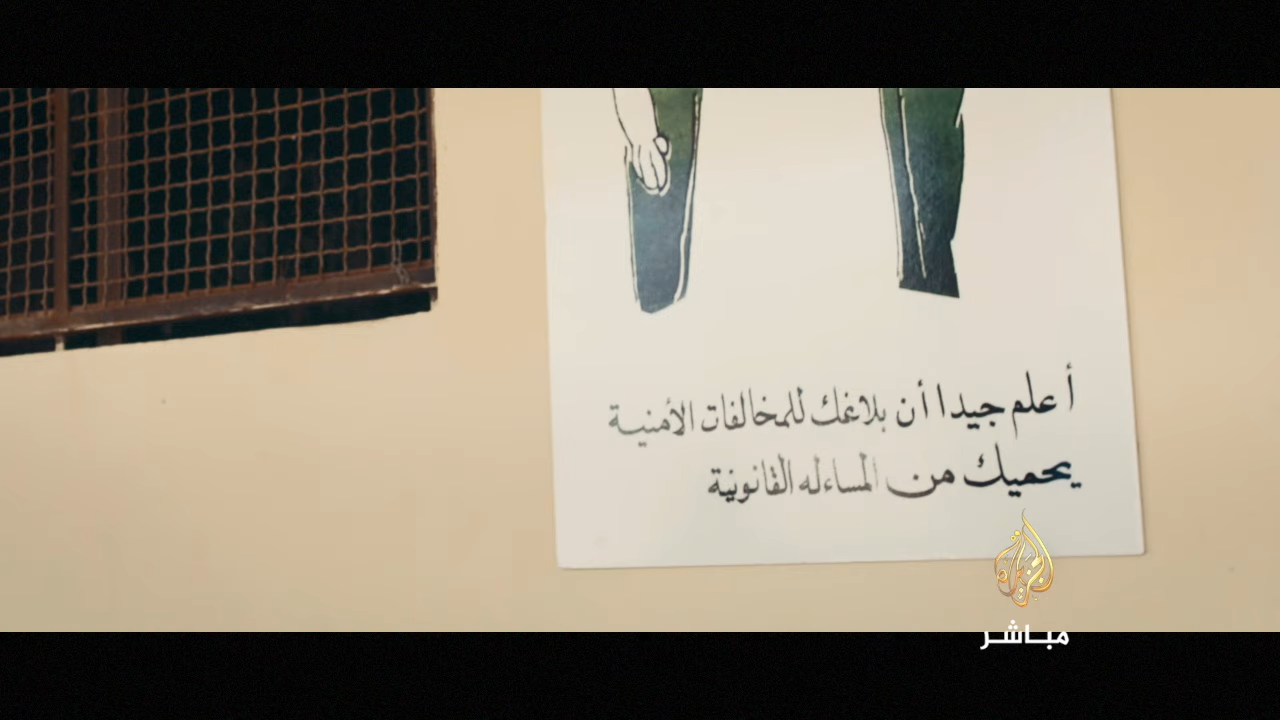 أعلم جيدا أن بلاغك للمخالفات الأمنية
يحميك من المساءله القانونية
الجزيرة
مباشر